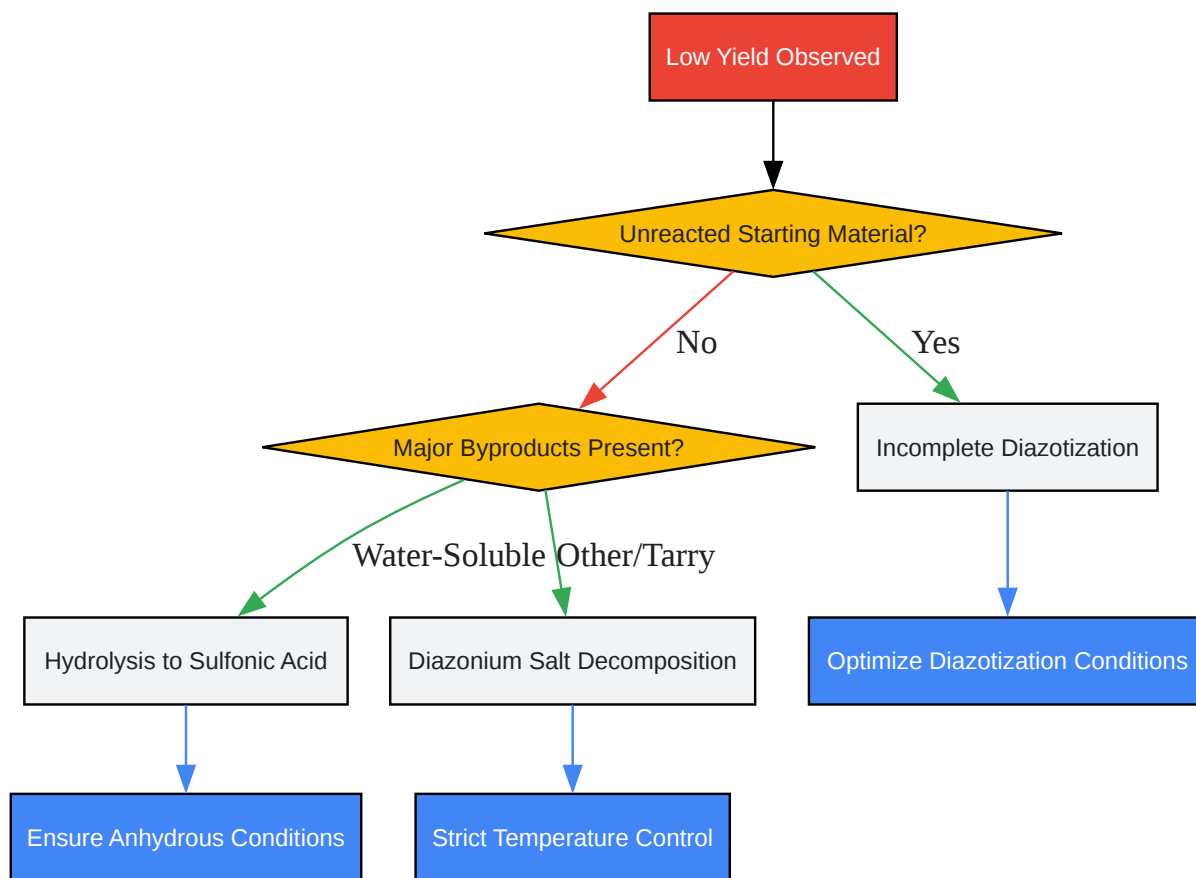 Low Yield Observed
Unreacted Starting Material?
No
Yes
Major Byproducts Present?
Incomplete Diazotization
Water-Soluble
Other/Tarry
Hydrolysis to Sulfonic Acid
Diazonium Salt Decomposition
Optimize Diazotization Conditions
Ensure Anhydrous Conditions
Strict Temperature Control